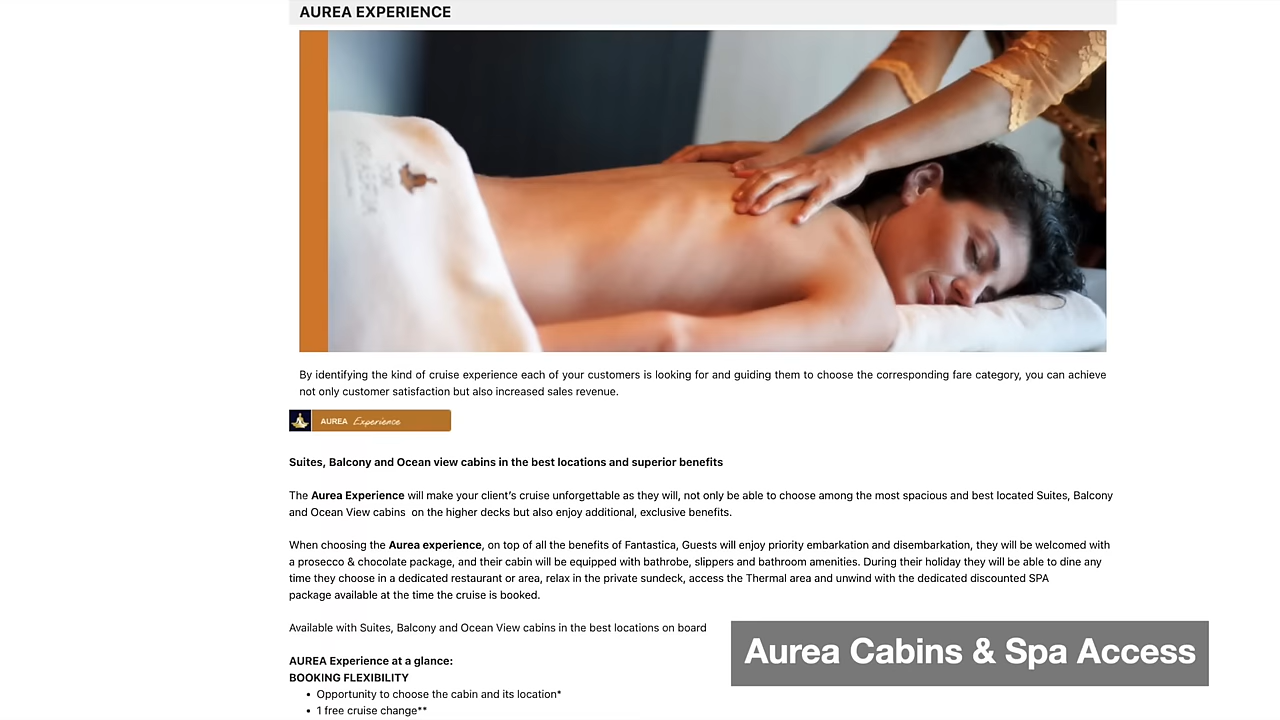 AUREA EXPERIENCE
By identifying the kind of cruise experience each of your customers is looking for and guiding them to choose the corresponding fare category, you can achieve
not only customer satisfaction but also increased sales revenue.
AUREA Experience
Suites, Balcony and Ocean view cabins in the best locations and superior benefits
The Aurea Experience will make your client's cruise unforgettable as they will, not only be able to choose among the most spacious and best located Suites, Balcony
and Ocean View cabins on the higher decks but also enjoy additional, exclusive benefits.
When choosing the Aurea experience, on top of all the benefits of Fantastica, Guests will enjoy priority embarkation and disembarkation, they will be welcomed with
a prosecco & chocolate package, and their cabin will be equipped with bathrobe, slippers and bathroom amenities. During their holiday they will be able to dine any
time they choose in a dedicated restaurant or area, relax in the private sundeck, access the Thermal area and unwind with the dedicated discounted SPA
package available at the time the cruise is booked.
Available with Suites, Balcony and Ocean View cabins in the best locations on board
Aurea Cabins & Spa Access
AUREA Experience at a glance:
BOOKING FLEXIBILITY
• Opportunity to choose the cabin and its location*
• 1 free cruise change**